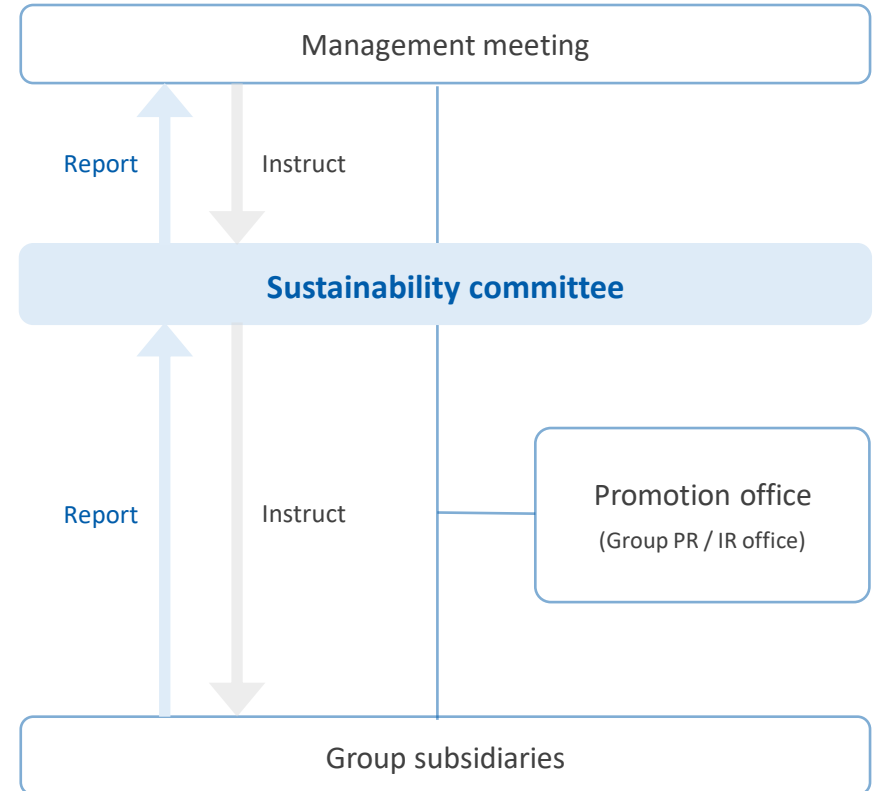 Management meeting
Report
Instruct
Sustainability committee
Report
Instruct
Promotion office
(Group PR / IR office)
Group subsidiaries